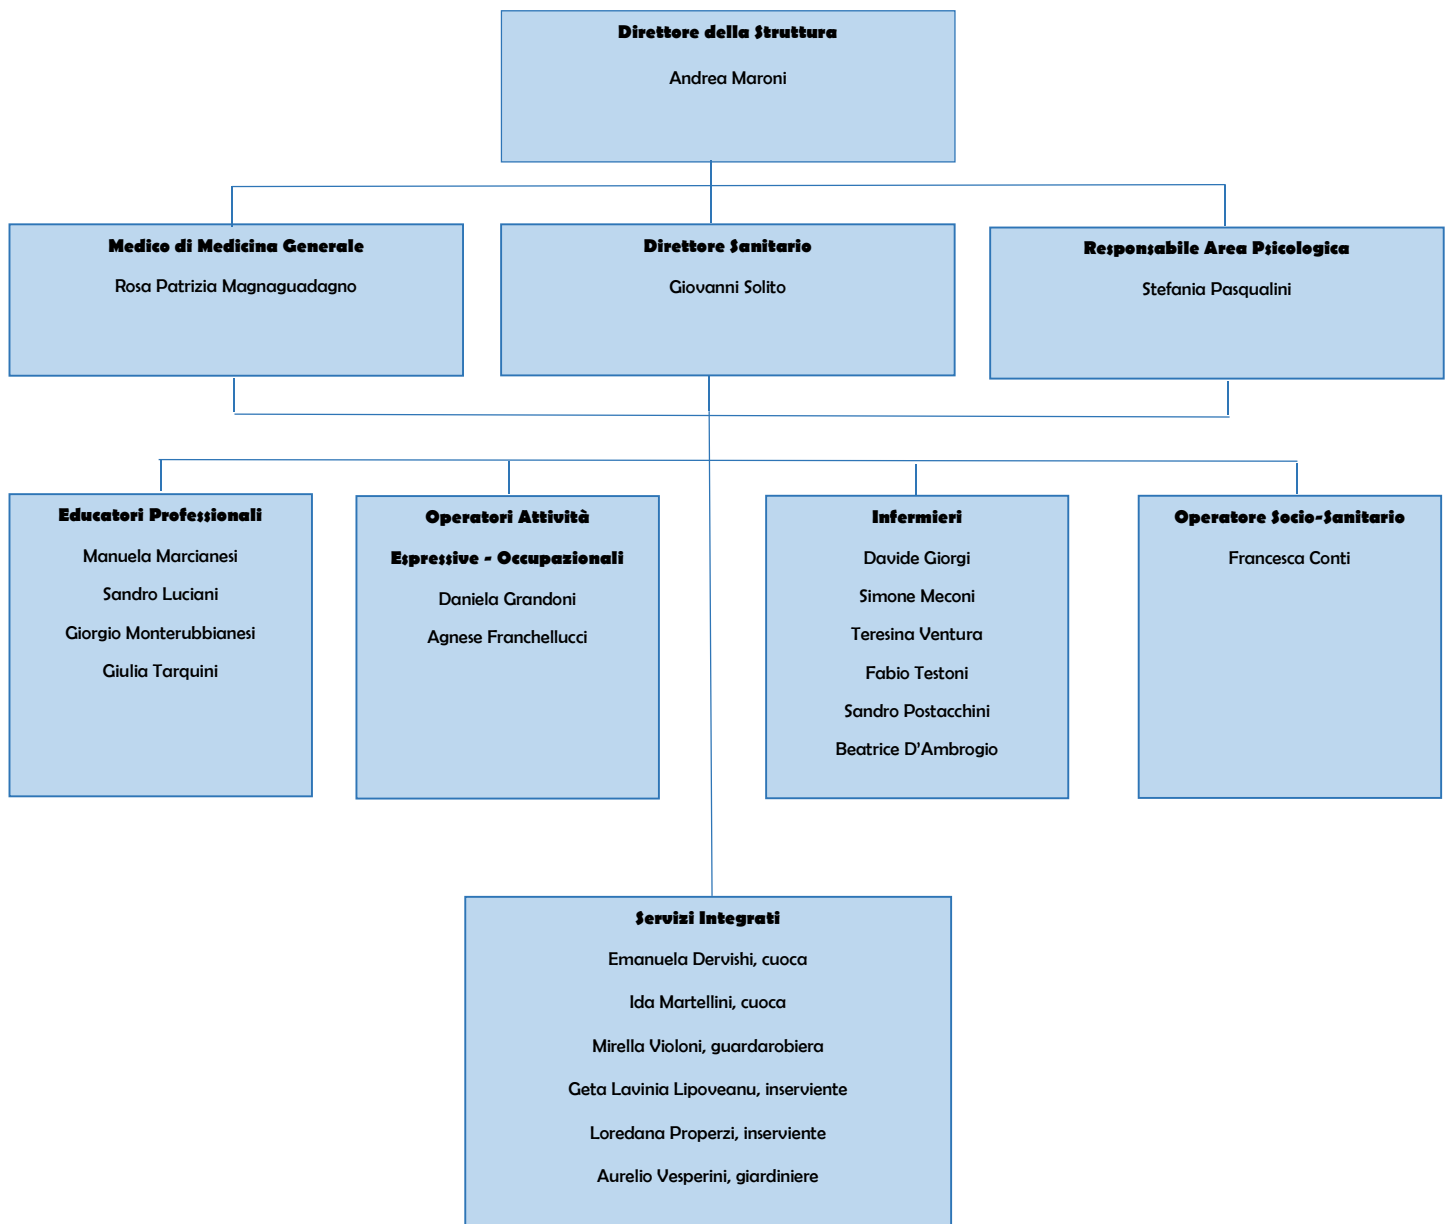 Direttore della Struttura
Andrea Maroni
Medico di Medicina Generale
Rosa Patrizia Magnaguadagno
Direttore Sanitario
Giovanni Solito
Responsabile Area Psicologica
Stefania Pasqualini
Educatori Professionali
Manuela Marcianesi
Sandro Luciani
Giorgio Monterubbianesi
Giulia Tarquini
Operatori Attività
Espressive - Occupazionali
Daniela Grandoni
Agnese Franchellucci
Infermieri
Davide Giorgi
Simone Meconi
Teresina Ventura
Fabio Testoni
Sandro Postacchini
Beatrice D’Ambrogio
Operatore Socio-Sanitario
Francesca Conti
Servizi Integrati
Emanuela Dervishi, cuoca
Ida Martellini, cuoca
Mirella Violoni, guardarobiera
Geta Lavinia Lipoveanu, inserviente
Loredana Properzi, inserviente
Aurelio Vesperini, giardiniere